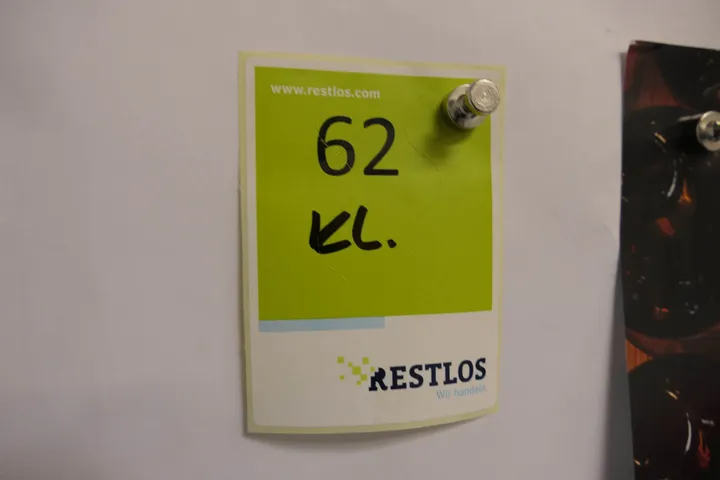 www.restlos.com
62
KL.
RESTLOS
Wir handeln.